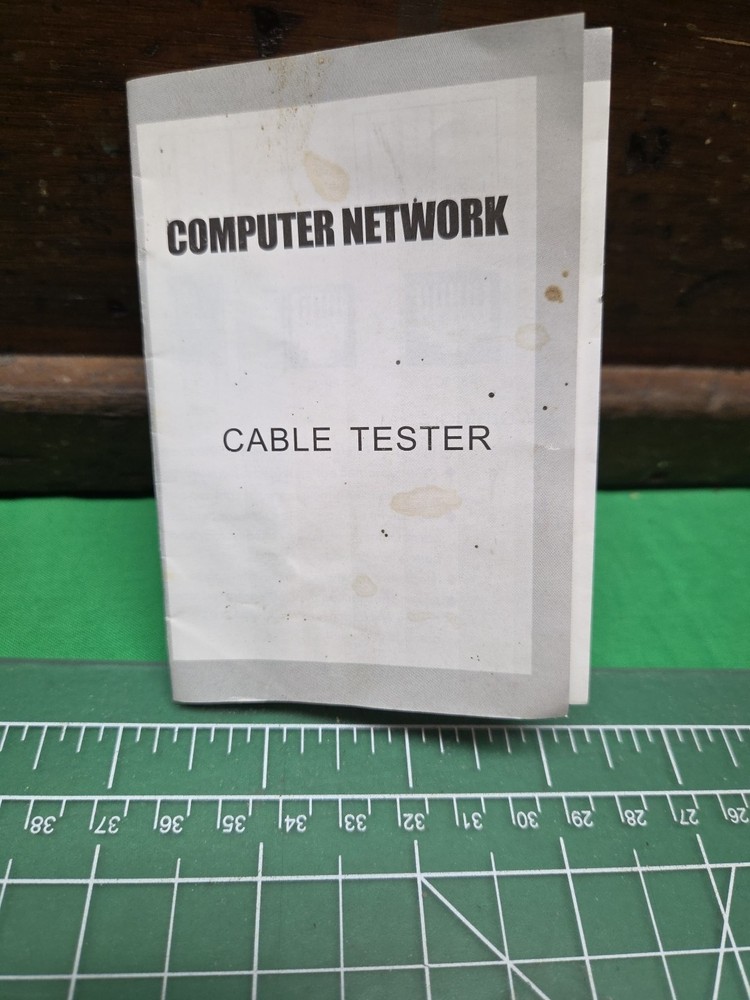 COMPUTER NETWORK
CABLE TESTER
38 37 36 35 34 33 32 31 30 29 28 27 26